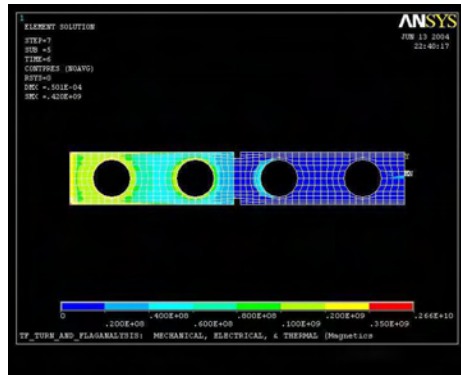 1
ANSYS
ELEMENT SOLUTION
JUN 13 2004
22:40:17
STEP=7
SUB =5
TIME=6
CONTPRES (NOAVG)
RSYS=0
DMX =.501E-04
SMX =.420E+09
Y
MX
0 .400E+08 .800E+08 .200E+09 .266E+10
.200E+08 .600E+08 .100E+09 .350E+09
TF_TURN_AND_FLAGANALYSIS: MECHANICAL, ELECTRICAL, & THERMAL (Magnetics